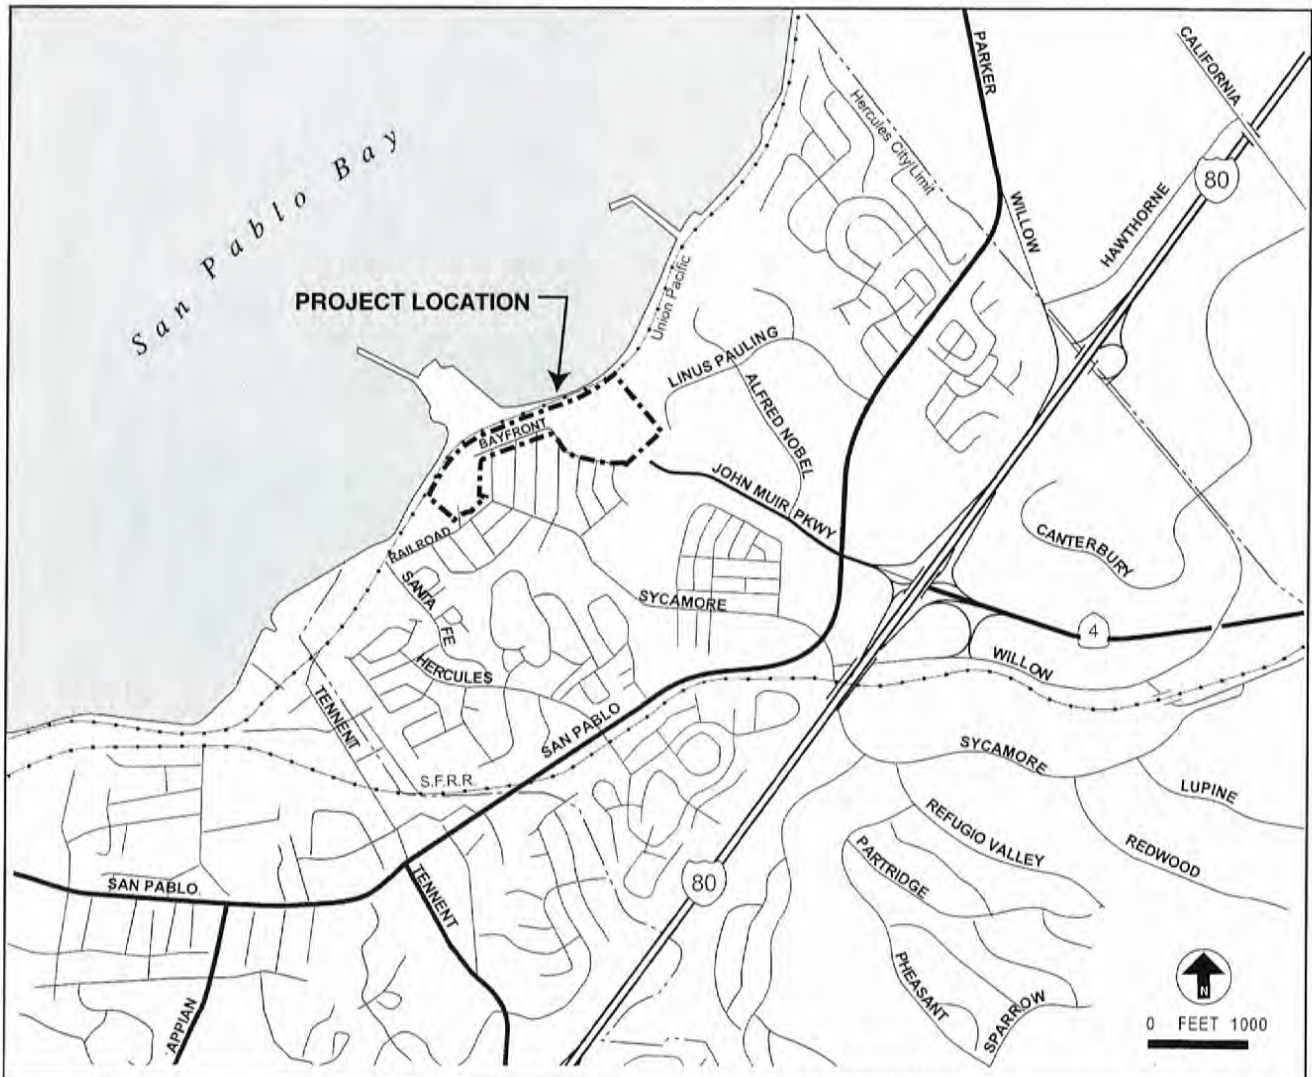 PARKER
CALIFORNIA
Hercules City Limit
San Pablo Bay
80
WILLOW
HAWTHORNE
Union Pacific
PROJECT LOCATION
LINUS PAULING
ALFRED NOBEL
BAYFRONT
JOHN MUIR PKWY
RAILROAD
CANTERBURY
SANTA FE
SYCAMORE
4
HERCULES
WILLOW
TENNENT
SAN PABLO
SYCAMORE
S.F.R.R.
LUPINE
REFUGIO VALLEY
REDWOOD
PARTRIDGE
80
SAN PABLO
TENNENT
PHEASANT
SPARROW
APPIAN
N
0 FEET 1000